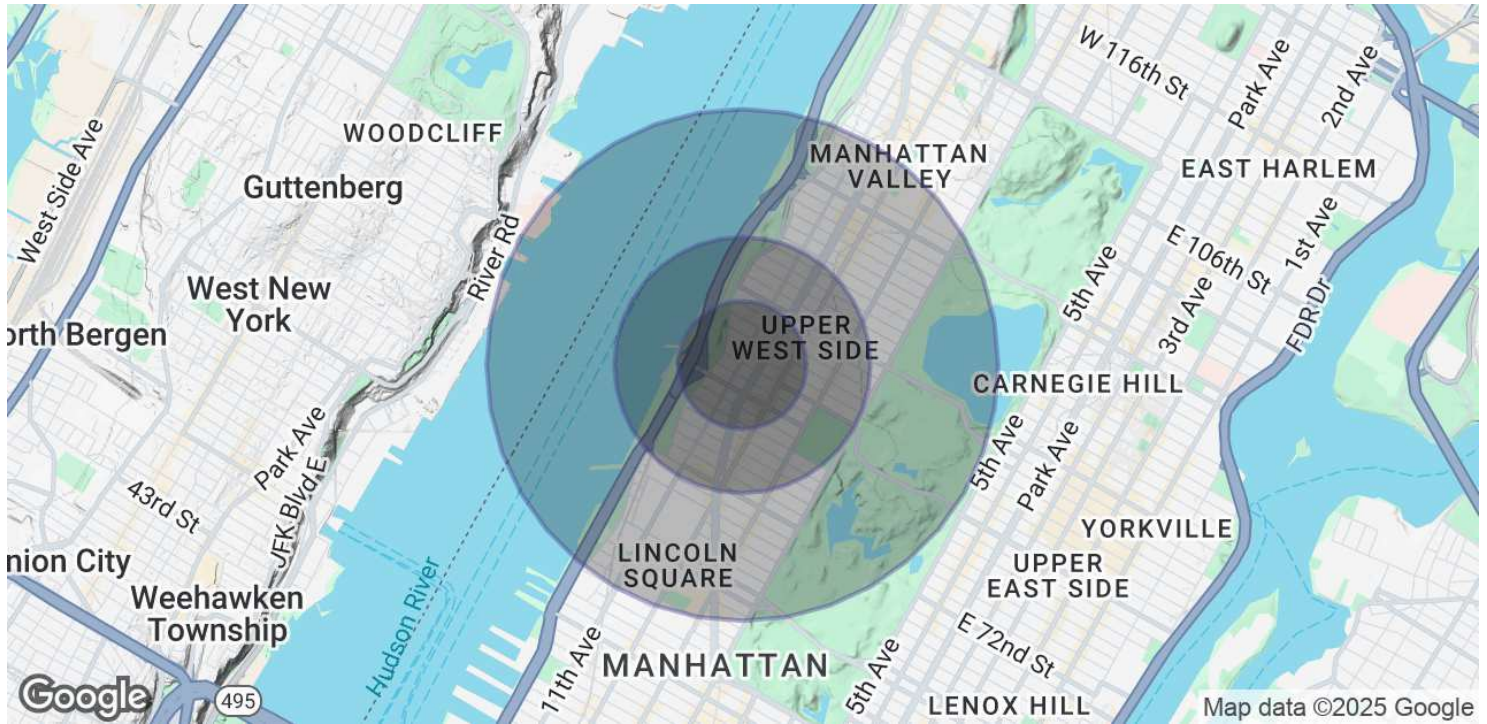 W 116th St
Park Ave
2nd Ave
WOODCLIFF
MANHATTAN
VALLEY
EAST HARLEM
Guttenberg
West Side Ave
River Rd
1st Ave
E 106th St
5th Ave
3rd Ave
FDR Dr
West New
York
orth Bergen
UPPER
WEST SIDE
CARNEGIE HILL
Park Ave
5th Ave
Park Ave
43rd St
JFK Blvd E
YORKVILLE
nion City
LINCOLN
SQUARE
UPPER
EAST SIDE
Weehawken
Township
Hudson River
E 72nd St
11th Ave
MANHATTAN
5th Ave
LENOX HILL
Google
495
Map data ©2025 Google